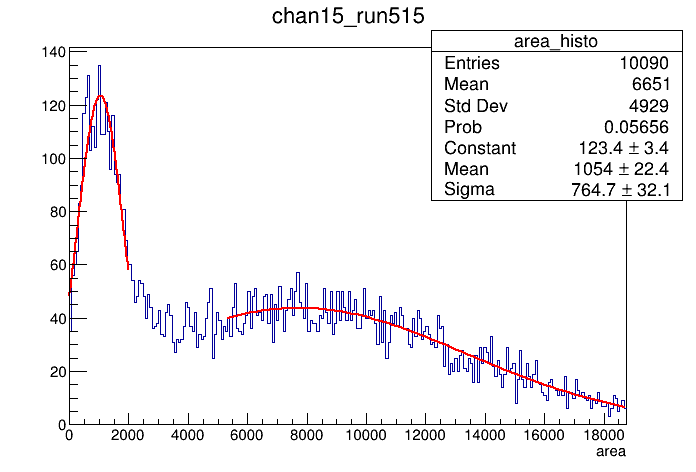 chan15_run515
area_histo
Entries 10090
Mean 6651
Std Dev 4929
Prob 0.05656
Constant 123.4 ± 3.4
Mean 1054 ± 22.4
Sigma 764.7 ± 32.1
140
120
100
80
60
40
20
0
0 2000 4000 6000 8000 10000 12000 14000 16000 18000
area